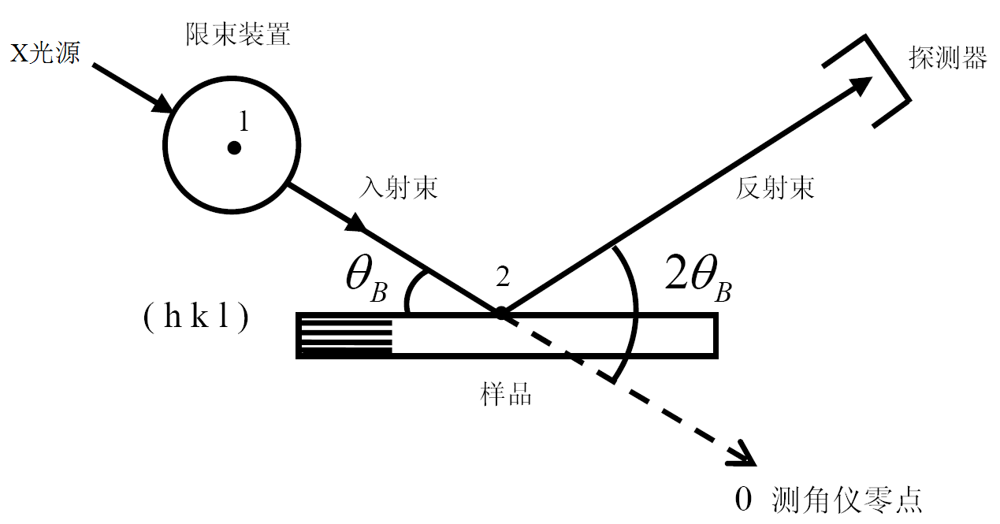 限束装置
X光源
探测器
1
入射束
反射束
θB
2
2θB
( h k l )
样品
0 测角仪零点